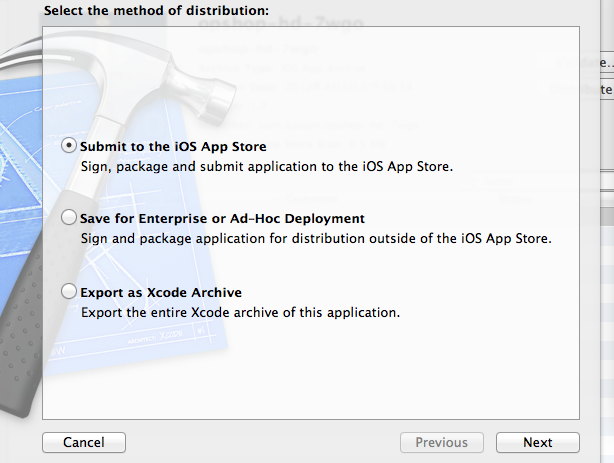 Select the method of distribution:
Submit to the iOS App Store
Sign, package and submit application to the iOS App Store.
Save for Enterprise or Ad-Hoc Deployment
Sign and package application for distribution outside of the iOS App Store.
Export as Xcode Archive
Export the entire Xcode archive of this application.
Cancel
Previous
Next